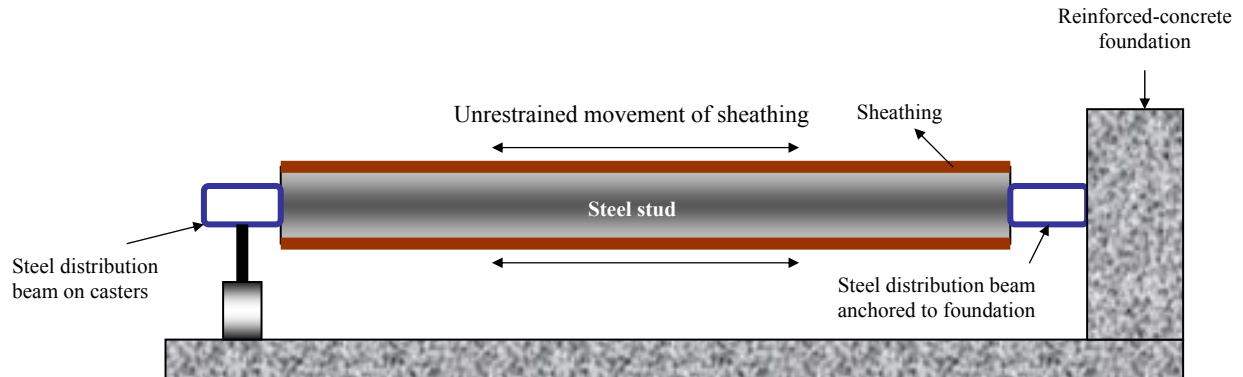 Reinforced-concrete
foundation
Unrestrained movement of sheathing
Sheathing
Steel stud
Steel distribution
beam on casters
Steel distribution beam
anchored to foundation